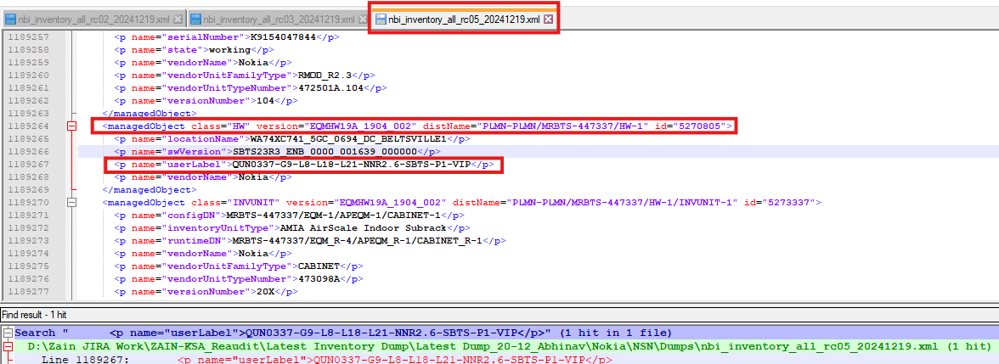 nbi_inventory_all_rc02_20241219.xml nbi_inventory_all_rc03_20241219.xml nbi_inventory_all_rc05_20241219.xml
1189257 <p name="serialNumber">K9154047844</p>
1189258 <p name="state">working</p>
1189259 <p name="vendorName">Nokia</p>
1189260 <p name="vendorUnitFamilyType">RMOD_R2.3</p>
1189261 <p name="vendorUnitTypeNumber">472501A.104</p>
1189262 <p name="versionNumber">104</p>
1189263 </managedObject>
1189264 <managedObject class="HW" version="EQMHW19A_1904_002" distName="PLMN-PLMN/MRBTS-447337/HW-1" id="5270805">
1189265 <p name="locationName">WA74XC741_5GC_0694_DC_BELTSVILLE1</p>
1189266 <p name="swVersion">SBTS23R3_ENB_0000_001639_000000</p>
1189267 <p name="userLabel">QUN0337-G9-L8-L18-L21-NNR2.6-SBTS-P1-VIP</p>
1189268 <p name="vendorName">Nokia</p>
1189269 </managedObject>
1189270 <managedObject class="INVUNIT" version="EQMHW19A_1904_002" distName="PLMN-PLMN/MRBTS-447337/HW-1/INVUNIT-1" id="5273337">
1189271 <p name="configDN">MRBTS-447337/EQM-1/APEQM-1/CABINET-1</p>
1189272 <p name="inventoryUnitType">AMIA AirScale Indoor Subrack</p>
1189273 <p name="runtimeDN">MRBTS-447337/EQM_R-4/APEQM_R-1/CABINET_R-1</p>
1189274 <p name="vendorName">Nokia</p>
1189275 <p name="vendorUnitFamilyType">CABINET</p>
1189276 <p name="vendorUnitTypeNumber">473098A</p>
1189277 <p name="versionNumber">20X</p>
Find result - 1 hit
Search " <p name="userLabel">QUN0337-G9-L8-L18-L21-NNR2.6-SBTS-P1-VIP</p>" (1 hit in 1 file)
D:\Zain JIRA Work\ZAIN-KSA_Reaudit\Latest Inventory Dump\Latest Dump_20-12_Abhinav\Nokia\NSN\Dumps\nbi_inventory_all_rc05_20241219.xml (1 hit)
Line 1189267: <p name="userLabel">QUN0337-G9-L8-L18-L21-NNR2.6-SBTS-P1-VIP</p>